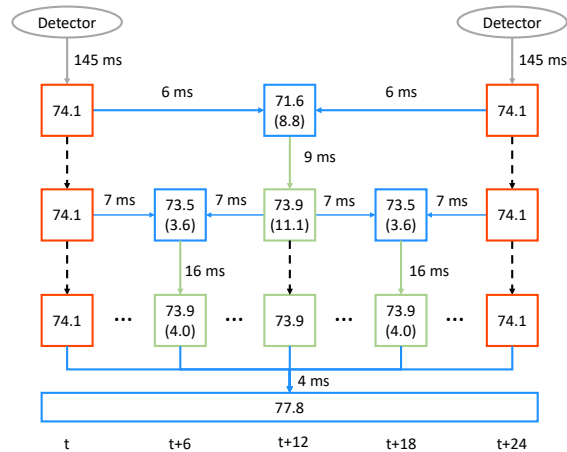 Detector Detector
145 ms 145 ms
6 ms 6 ms
74.1 71.6 74.1
(8.8)
9 ms
7 ms 7 ms 7 ms 7 ms
74.1 73.5 73.9 73.5 74.1
(3.6) (11.1) (3.6)
16 ms 16 ms
74.1 ... 73.9 ... 73.9 ... 73.9 ... 74.1
(4.0) (4.0)
4 ms
77.8
t t+6 t+12 t+18 t+24